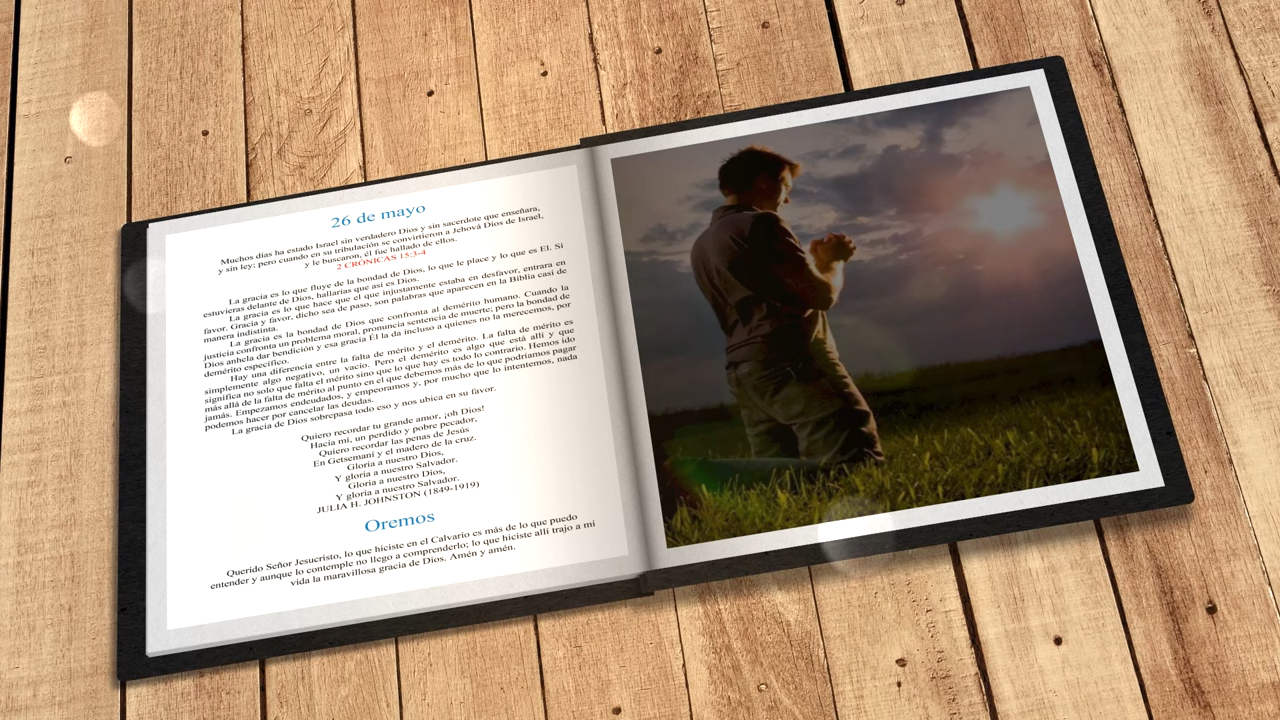 26 de mayo
Muchos días ha estado Israel sin verdadero Dios y sin sacerdote que enseñara,
y sin ley; pero cuando en su tribulación se convirtieron a Jehová Dios de Israel,
y le buscaron, él fue hallado de ellos.
2 CRÓNICAS 15:3-4
La gracia es lo que fluye de la bondad de Dios, lo que le place y lo que es El. Si
estuvieras delante de Dios, hallarías que así es Dios.
La gracia es lo que hace que el que injustamente estaba en desfavor, entrara en
favor. Gracia y favor, dicho sea de paso, son palabras que aparecen en la Biblia casi de
manera indistinta.
La gracia es la bondad de Dios que confronta al demérito humano. Cuando la
justicia confronta un problema moral, pronuncia sentencia de muerte; pero la bondad de
Dios anhela dar bendición y esa gracia Él la da incluso a quienes no la merecemos, por
demérito específico.
Hay una diferencia entre la falta de mérito y el demérito. La falta de mérito es
simplemente algo negativo, un vacío. Pero el demérito es algo que está allí y que
significa no solo que falta el mérito sino que lo que hay es todo lo contrario. Hemos ido
más allá de la falta de mérito al punto en el que debemos más de lo que podríamos pagar
jamás. Empezamos endeudados, y empeoramos y, por mucho que lo intentemos, nada
podemos hacer por cancelar las deudas.
La gracia de Dios sobrepasa todo eso y nos ubica en su favor.
Quiero recordar tu grande amor, ¡oh Dios!
Hacia mí, un perdido y pobre pecador,
Quiero recordar las penas de Jesús
En Getsemaní y el madero de la cruz.
Gloria a nuestro Dios,
Y gloria a nuestro Salvador.
Gloria a nuestro Dios,
Y gloria a nuestro Salvador.
JULIA H. JOHNSTON (1849-1919)
Oremos
Querido Señor Jesucristo, lo que hiciste en el Calvario es más de lo que puedo
entender y aunque lo contemple no llego a comprenderlo; lo que hiciste allí trajo a mi
vida la maravillosa gracia de Dios. Amén y amén.